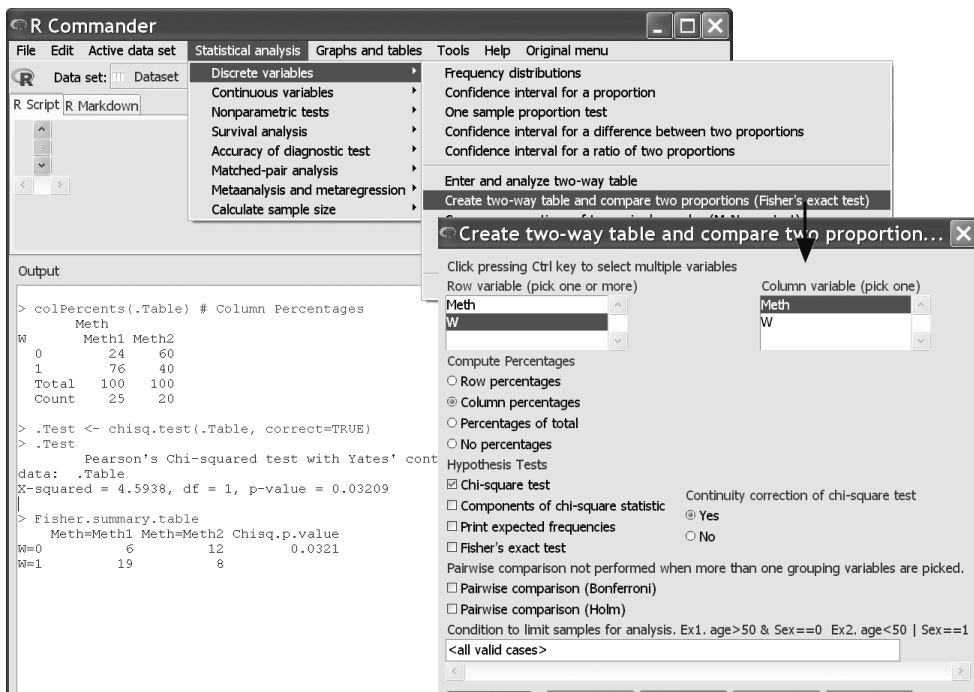 R Commander
File Edit Active data set Statistical analysis Graphs and tables Tools Help Original menu
R Data set: Dataset
R Script R Markdown
Discrete variables
Continuous variables
Nonparametric tests
Survival analysis
Accuracy of diagnostic test
Matched-pair analysis
Metaanalysis and metaregression
Calculate sample size
Frequency distributions
Confidence interval for a proportion
One sample proportion test
Confidence interval for a difference between two proportions
Confidence interval for a ratio of two proportions
Enter and analyze two-way table
Create two-way table and compare two proportions (Fisher's exact test)
Output
> colPercents(.Table) # Column Percentages
Meth
W Meth1 Meth2
0 24 60
1 76 40
Total 100 100
Count 25 20
> .Test <- chisq.test(.Table, correct=TRUE)
> .Test
Pearson's Chi-squared test with Yates' cont
data: .Table
X-squared = 4.5938, df = 1, p-value = 0.03209
> Fisher.summary.table
Meth=Meth1 Meth=Meth2 Chisq.p.value
W=0 6 12 0.0321
W=1 19 8
Create two-way table and compare two proportion...
Click pressing Ctrl key to select multiple variables
Row variable (pick one or more) Column variable (pick one)
Meth Meth
W W
Compute Percentages
Row percentages
Column percentages
Percentages of total
No percentages
Hypothesis Tests
Chi-square test
Components of chi-square statistic
Print expected frequencies
Fisher's exact test
Continuity correction of chi-square test
Yes
No
Pairwise comparison not performed when more than one grouping variables are picked.
Pairwise comparison (Bonferroni)
Pairwise comparison (Holm)
Condition to limit samples for analysis. Ex1. age>50 & Sex==0 Ex2. age<50 | Sex==1
<all valid cases>